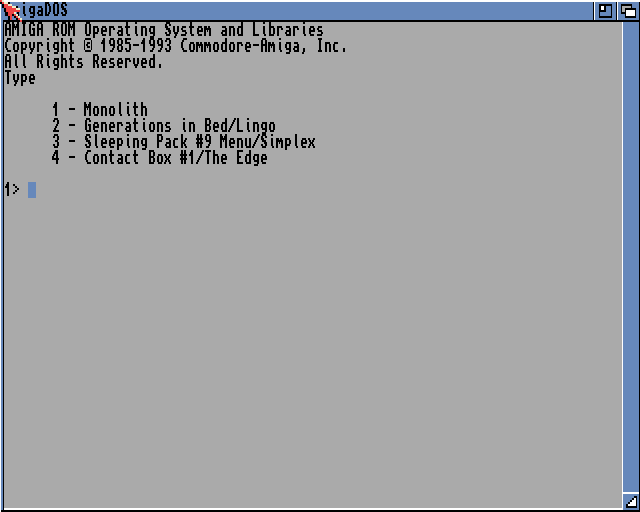 igaDOS
AMIGA ROM Operating System and Libraries
Copyright © 1985-1993 Commodore-Amiga, Inc.
All Rights Reserved.
Type
1 - Monolith
2 - Generations in Bed/Lingo
3 - Sleeping Pack #9 Menu/Simplex
4 - Contact Box #1/The Edge
1>